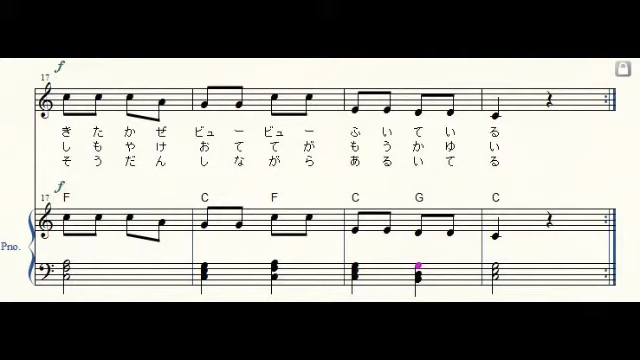 f
17
き た か ぜ ビュー ビュー ふ い て い る
し も や け お て て が も う か ゆ い
そ う だ ん し な が ら あ る い て る
f
17 F C F C G C
Pno.